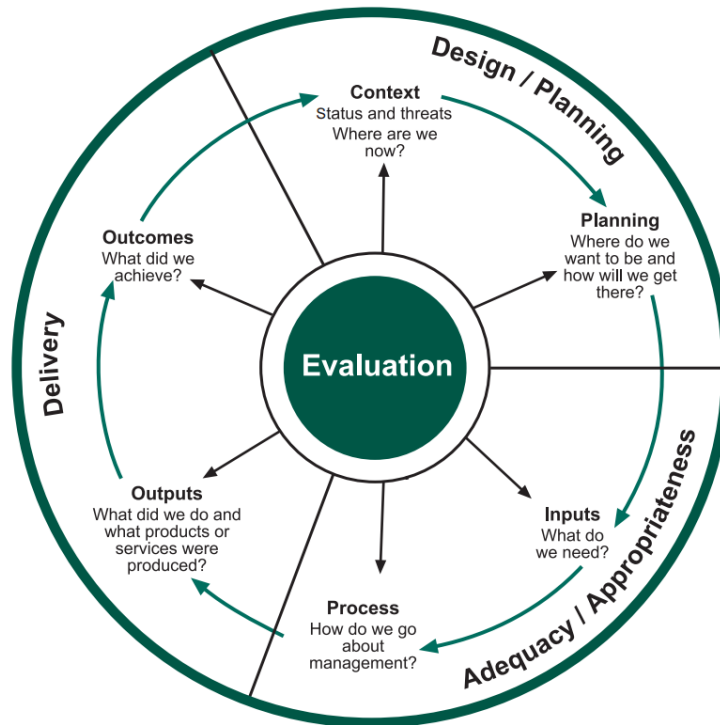 Design / Planning
Context
Status and threats
Where are we
now?
Planning
Where do we
want to be and
how will we get
there?
Outcomes
What did we
achieve?
Delivery
Evaluation
Outputs
What did we do and
what products or
services were
produced?
Inputs
What do
we need?
Process
How do we go
about
management?
Adequacy / Appropriateness